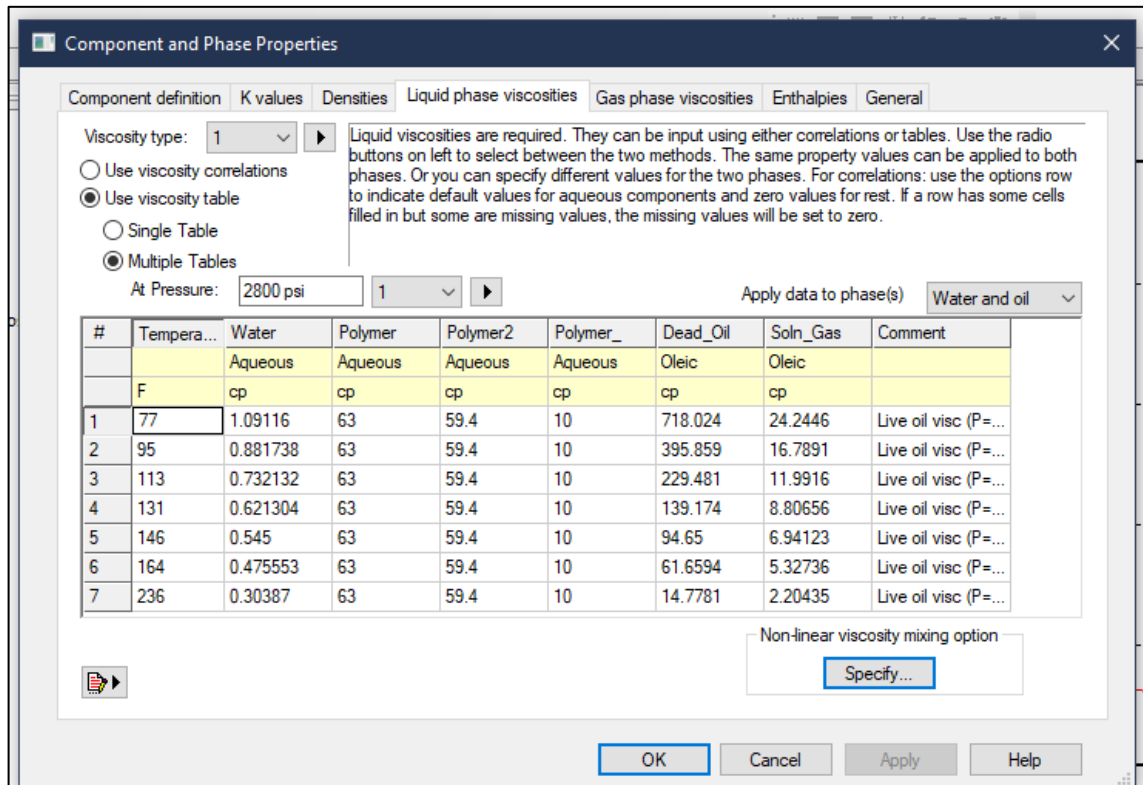 Component and Phase Properties
Component definition K values Densities Liquid phase viscosities Gas phase viscosities Enthalpies General
Viscosity type: 1
Liquid viscosities are required. They can be input using either correlations or tables. Use the radio
buttons on left to select between the two methods. The same property values can be applied to both
phases. Or you can specify different values for the two phases. For correlations: use the options row
to indicate default values for aqueous components and zero values for rest. If a row has some cells
filled in but some are missing values, the missing values will be set to zero.
Use viscosity correlations
Use viscosity table
Single Table
Multiple Tables
At Pressure: 2800 psi 1 Apply data to phase(s) Water and oil
# Tempera... Water Polymer Polymer2 Polymer_ Dead_Oil Soln_Gas Comment
Aqueous Aqueous Aqueous Aqueous Oleic Oleic
F cp cp cp cp cp cp
1 77 1.09116 63 59.4 10 718.024 24.2446 Live oil visc (P=...
2 95 0.881738 63 59.4 10 395.859 16.7891 Live oil visc (P=...
3 113 0.732132 63 59.4 10 229.481 11.9916 Live oil visc (P=...
4 131 0.621304 63 59.4 10 139.174 8.80656 Live oil visc (P=...
5 146 0.545 63 59.4 10 94.65 6.94123 Live oil visc (P=...
6 164 0.475553 63 59.4 10 61.6594 5.32736 Live oil visc (P=...
7 236 0.30387 63 59.4 10 14.7781 2.20435 Live oil visc (P=...
Non-linear viscosity mixing option
Specify...
OK Cancel Apply Help